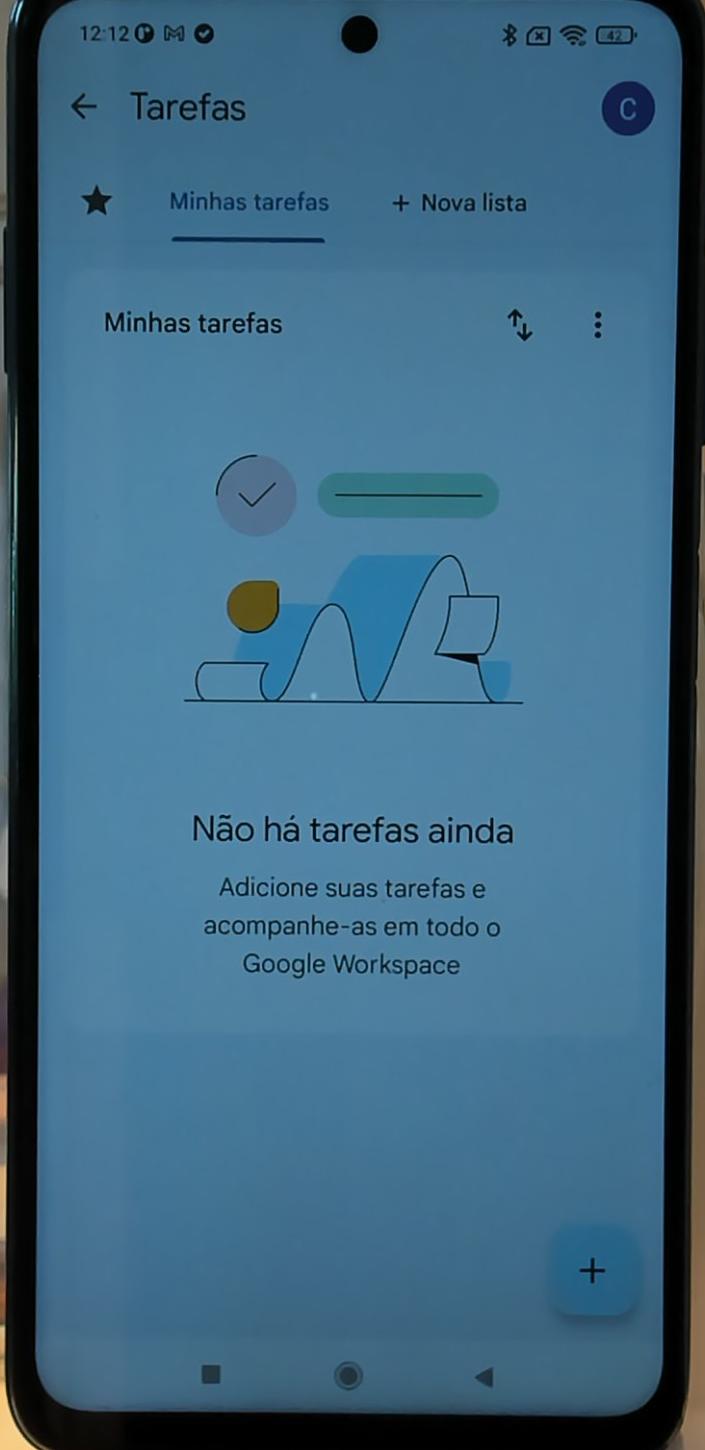 12:12
42
Tarefas
C
Minhas tarefas
+ Nova lista
Minhas tarefas
Não há tarefas ainda
Adicione suas tarefas e
acompanhe-as em todo o
Google Workspace